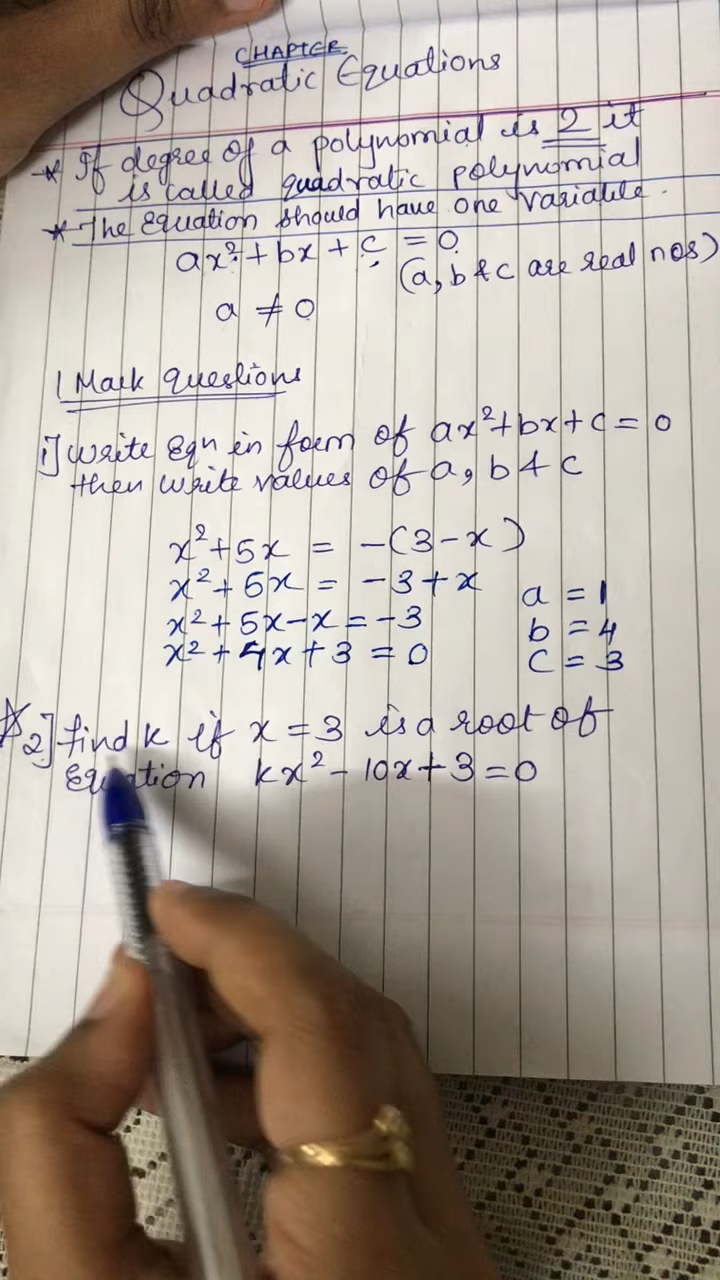 CHAPTER
Quadratic Equations
* If degree of a polynomial is 2 it
is called quadratic polynomial
* The Equation should have one variable.
ax²+bx+c=0
(a, b & c are real nos)
a ≠ 0
1 Mark questions
1] Write Eqn in form of ax²+bx+c=0
then write values of a, b & c
x²+5x = -(3-x)
x²+5x = -3+x
x²+5x-x=-3
x²+4x+3=0
a = 1
b = 4
C = 3
* 2] find k if x=3 is a root of
Equation kx²-10x+3=0